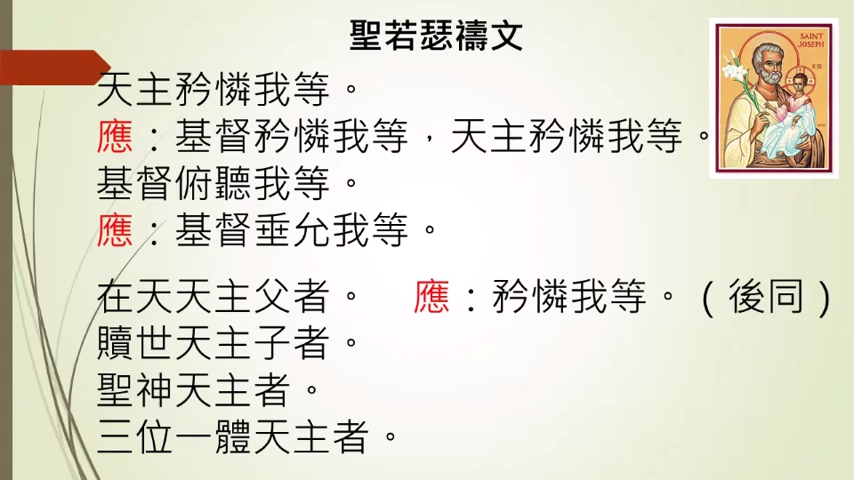 聖若瑟禱文
SAINT
JOSEPH
天主矜憐我等。
應：基督矜憐我等，天主矜憐我等。
基督俯聽我等。
應：基督垂允我等。
在天天主父者。 應：矜憐我等。（後同）
贖世天主子者。
聖神天主者。
三位一體天主者。